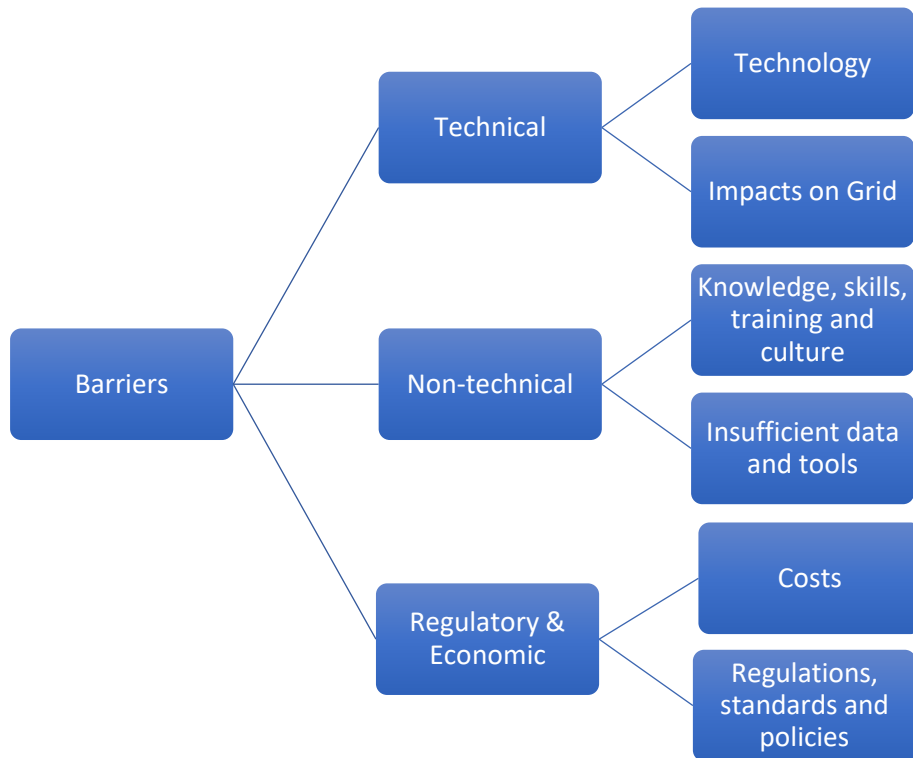 Barriers
Technical
Technology
Impacts on Grid
Non-technical
Knowledge, skills,
training and
culture
Insufficient data
and tools
Regulatory &
Economic
Costs
Regulations,
standards and
policies